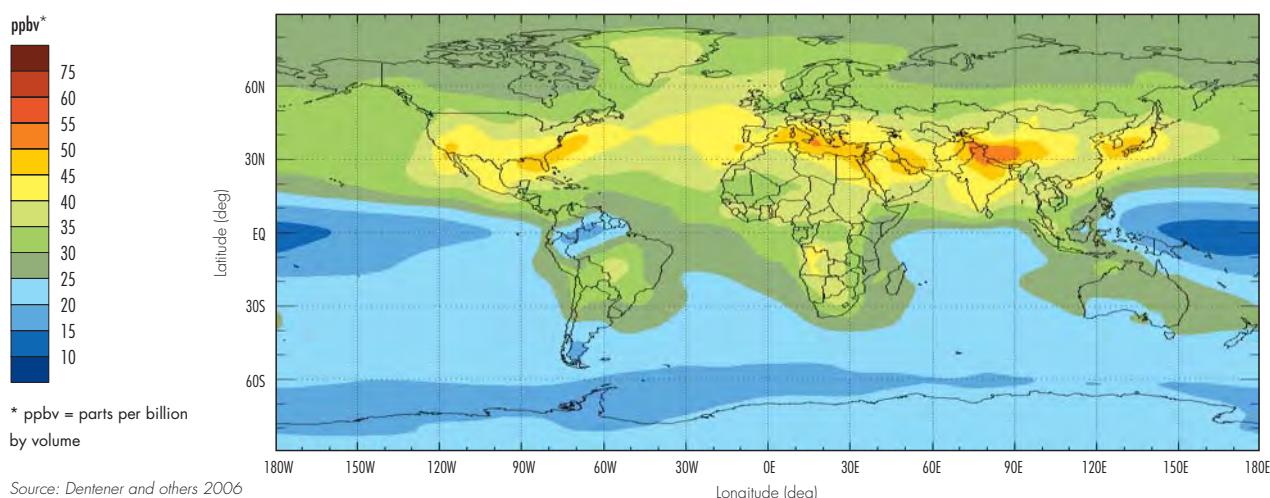 ppbv*
75
60
55
50
45
40
35
30
25
20
15
10
* ppbv = parts per billion
by volume
Source: Dentener and others 2006
Latitude (deg)
60N
30N
EQ
30S
60S
180W 150W 120W 90W 60W 30W 0E 30E 60E 90E 120E 150E 180E
Longitude (deg)